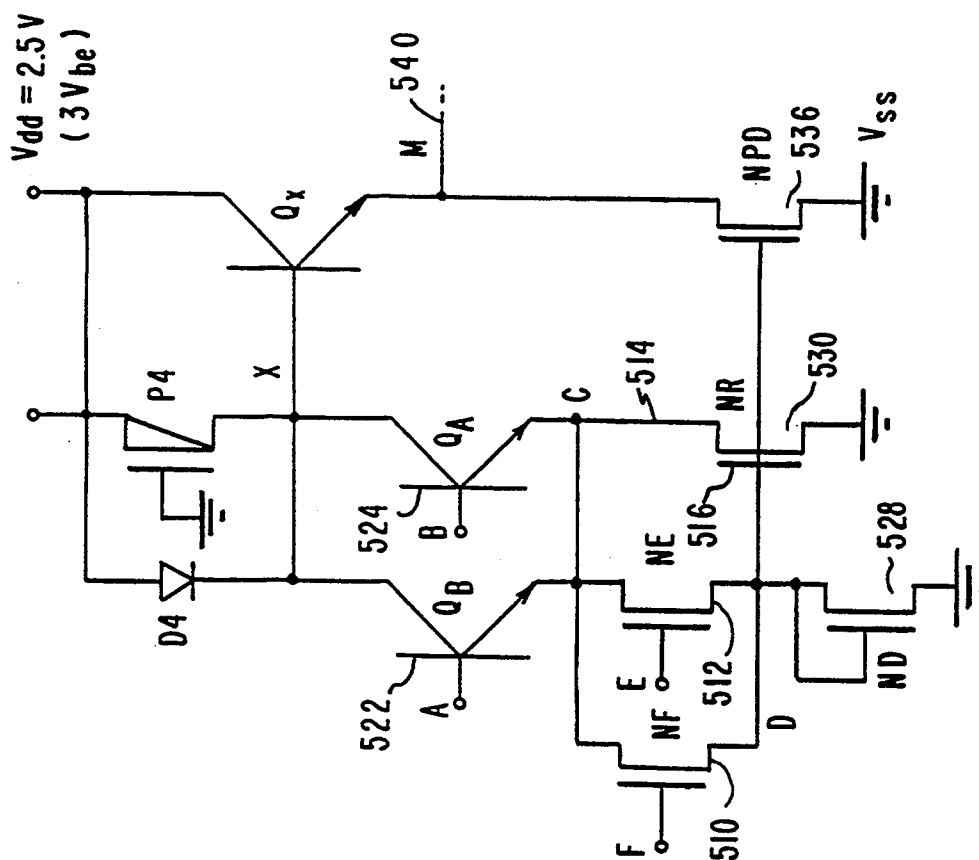 Vdd = 2.5 V
(3 Vbe)
P4
D4
X
Qx
M
540
524
QA
B
522
QB
A
C
514
NR
NPD
536
Vss
516
530
E
NE
512
NF
F
510
D
ND
528